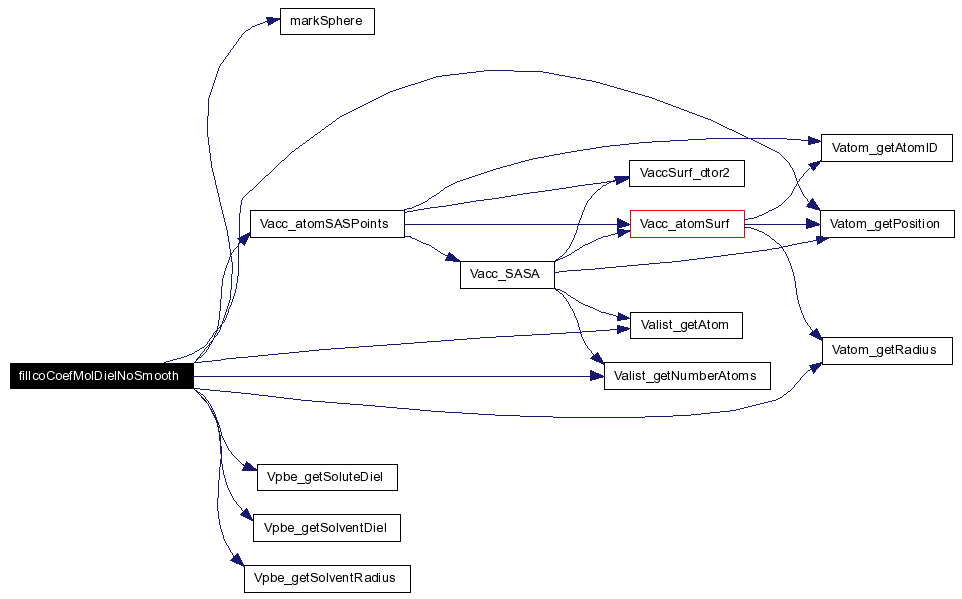 markSphere
Vatom_getAtomID
VaccSurf_dtor2
Vacc_atomSASPoints
Vacc_atomSurf
Vatom_getPosition
Vacc_SASA
Valist_getAtom
Vatom_getRadius
fillcoCoefMolDielNoSmooth
Valist_getNumberAtoms
Vpbe_getSoluteDiel
Vpbe_getSolventDiel
Vpbe_getSolventRadius